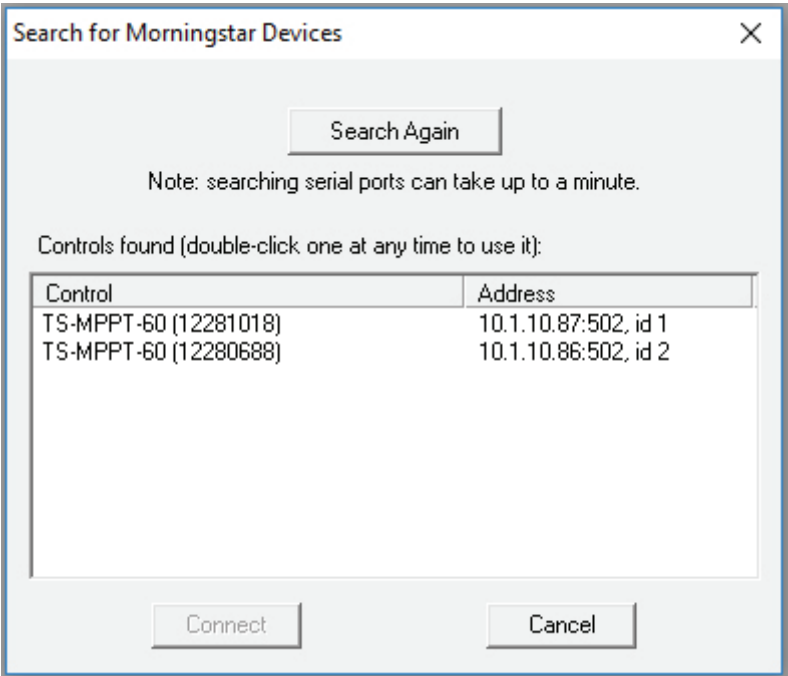 Search for Morningstar Devices
Search Again
Note: searching serial ports can take up to a minute.
Controls found (double-click one at any time to use it):
Control Address
TS-MPPT-60 (12281018) 10.1.10.87:502, id 1
TS-MPPT-60 (12280688) 10.1.10.86:502, id 2
Connect Cancel